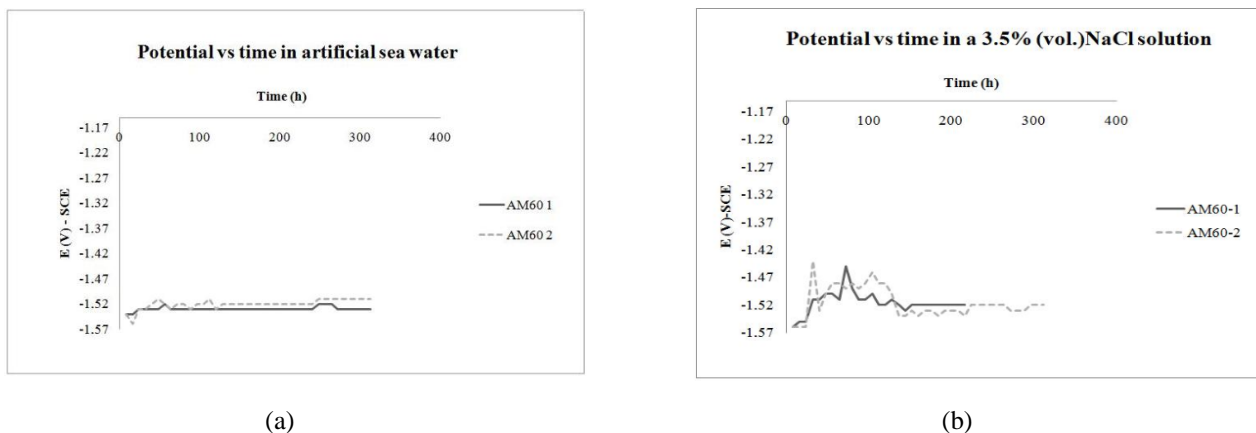 Potential vs time in artificial sea water
Time (h)
-1.17
0 100 200 300 400
-1.22
-1.27
-1.32
-1.37
-1.42
-1.47
-1.52
-1.57
E (V) - SCE
AM60 1
AM60 2
(a)
Potential vs time in a 3.5% (vol.)NaCl solution
Time (h)
-1.17
0 100 200 300 400
-1.22
-1.27
-1.32
-1.37
-1.42
-1.47
-1.52
-1.57
E (V)-SCE
AM60-1
AM60-2
(b)